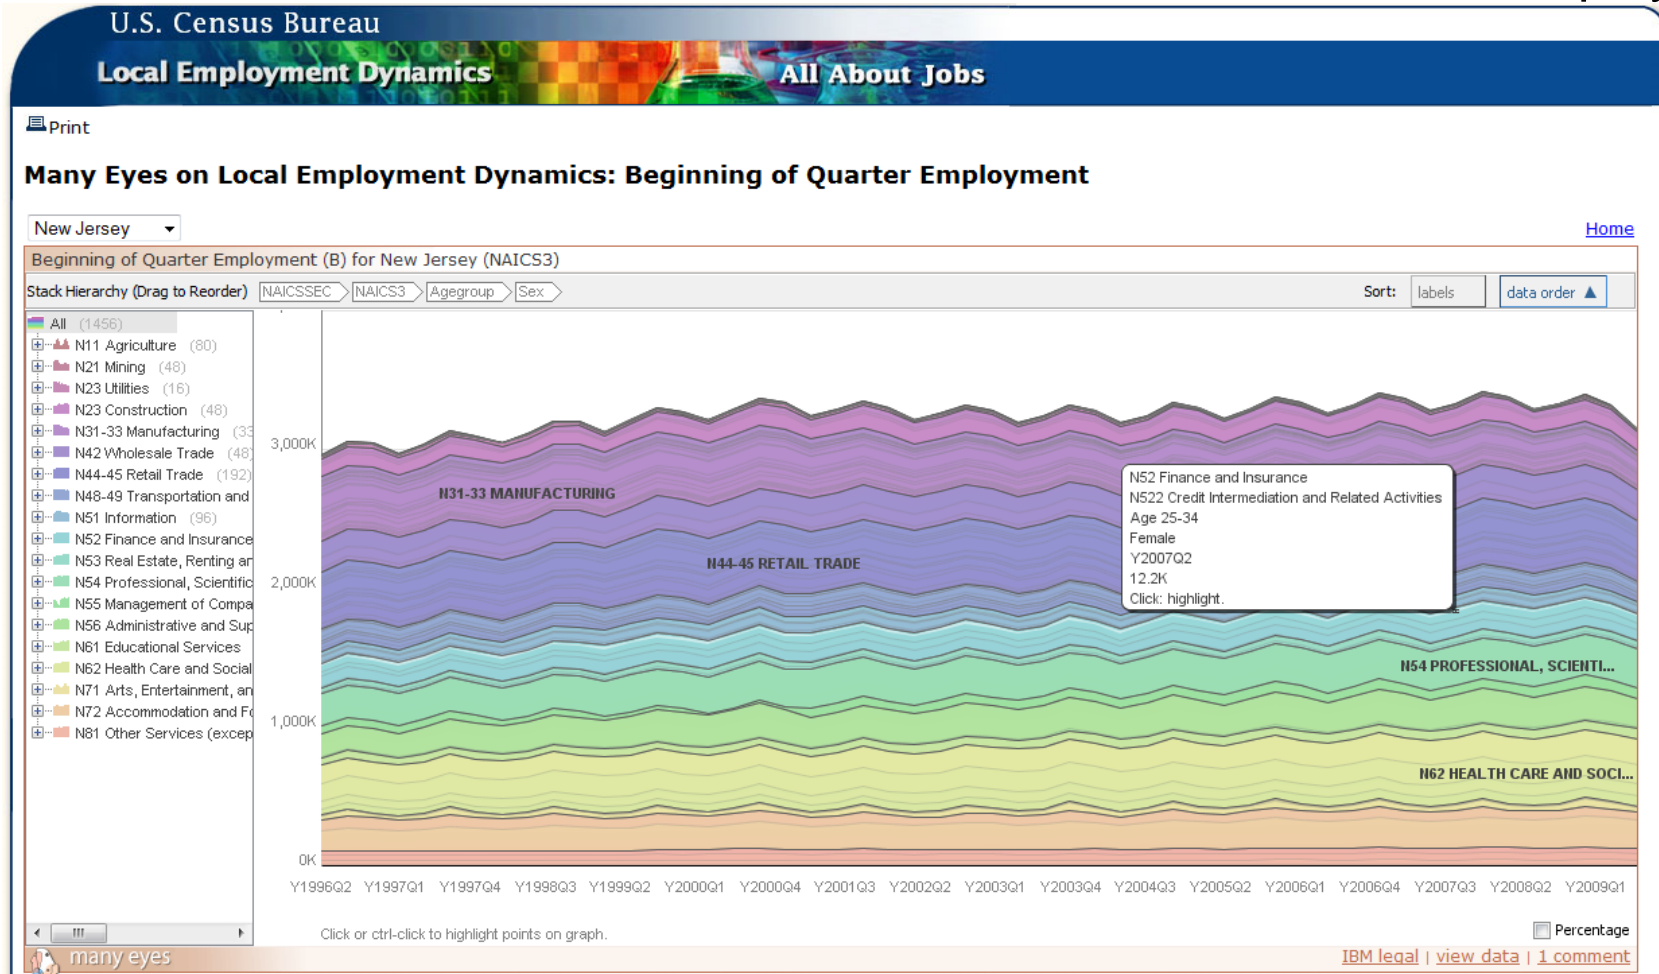 U.S. Census Bureau
Local Employment Dynamics
All About Jobs
Print
Many Eyes on Local Employment Dynamics: Beginning of Quarter Employment
New Jersey
Home
Beginning of Quarter Employment (B) for New Jersey (NAICS3)
Stack Hierarchy (Drag to Reorder) NAICSSEC NAICS3 Agegroup Sex Sort: labels data order ▲
All (1456)
N11 Agriculture (80)
N21 Mining (48)
N23 Utilities (16)
N23 Construction (48)
N31-33 Manufacturing (33
N42 Wholesale Trade (48)
N44-45 Retail Trade (192)
N48-49 Transportation and
N51 Information (96)
N52 Finance and Insurance
N53 Real Estate, Renting an
N54 Professional, Scientific
N55 Management of Compa
N56 Administrative and Sup
N61 Educational Services
N62 Health Care and Social
N71 Arts, Entertainment, an
N72 Accommodation and Fo
N81 Other Services (excep
3,000K
2,000K
1,000K
0K
N31-33 MANUFACTURING
N44-45 RETAIL TRADE
N52 Finance and Insurance
N522 Credit Intermediation and Related Activities
Age 25-34
Female
Y2007Q2
12.2K
Click: highlight.
N54 PROFESSIONAL, SCIENTI...
N62 HEALTH CARE AND SOCI...
Y1996Q2 Y1997Q1 Y1997Q4 Y1998Q3 Y1999Q2 Y2000Q1 Y2000Q4 Y2001Q3 Y2002Q2 Y2003Q1 Y2003Q4 Y2004Q3 Y2005Q2 Y2006Q1 Y2006Q4 Y2007Q3 Y2008Q2 Y2009Q1
Click or ctrl-click to highlight points on graph.
Percentage
many eyes
IBM legal | view data | 1 comment